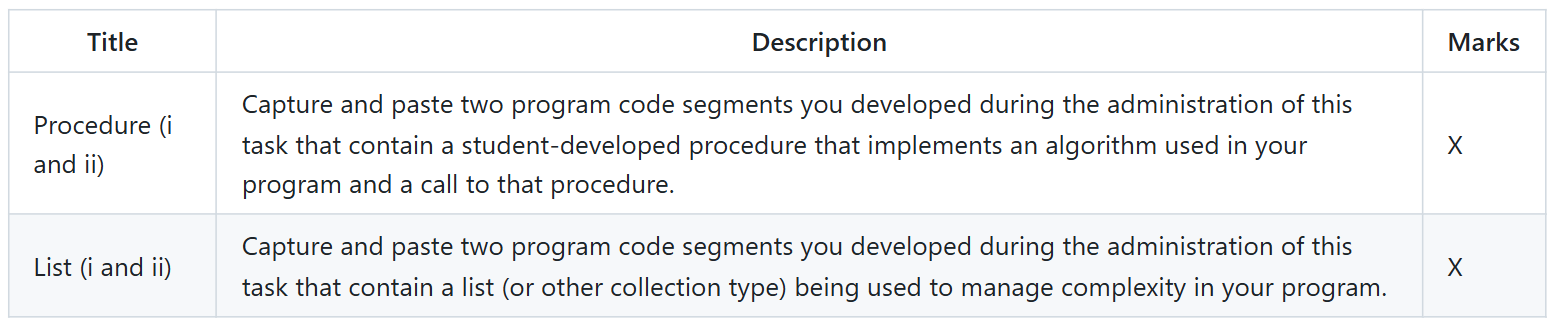 Title Description Marks
Procedure (i and ii) Capture and paste two program code segments you developed during the administration of this
task that contain a student-developed procedure that implements an algorithm used in your
program and a call to that procedure. X
List (i and ii) Capture and paste two program code segments you developed during the administration of this
task that contain a list (or other collection type) being used to manage complexity in your program. X